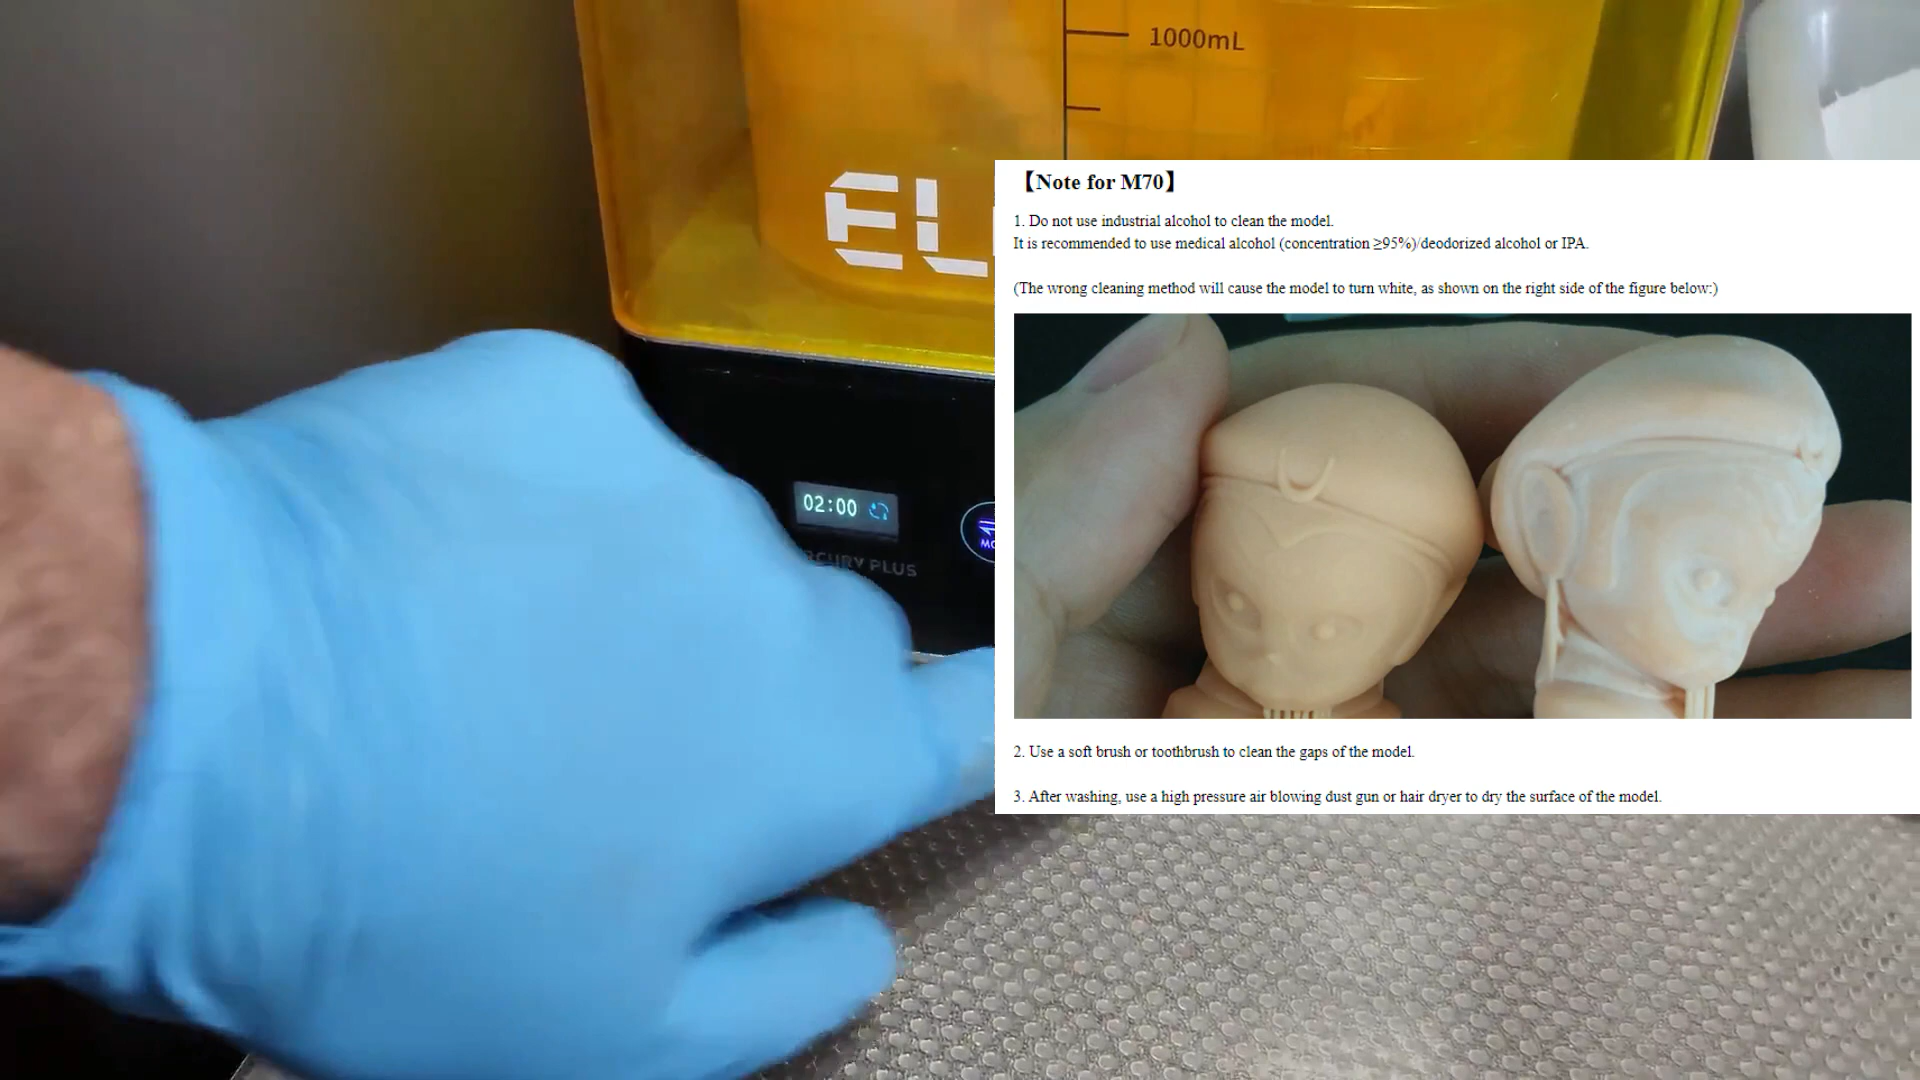 1000mL
EL
【Note for M70】
1. Do not use industrial alcohol to clean the model.
It is recommended to use medical alcohol (concentration ≥95%)/deodorized alcohol or IPA.
(The wrong cleaning method will cause the model to turn white, as shown on the right side of the figure below:)
02:00
RCURY PLUS
MO
2. Use a soft brush or toothbrush to clean the gaps of the model.
3. After washing, use a high pressure air blowing dust gun or hair dryer to dry the surface of the model.